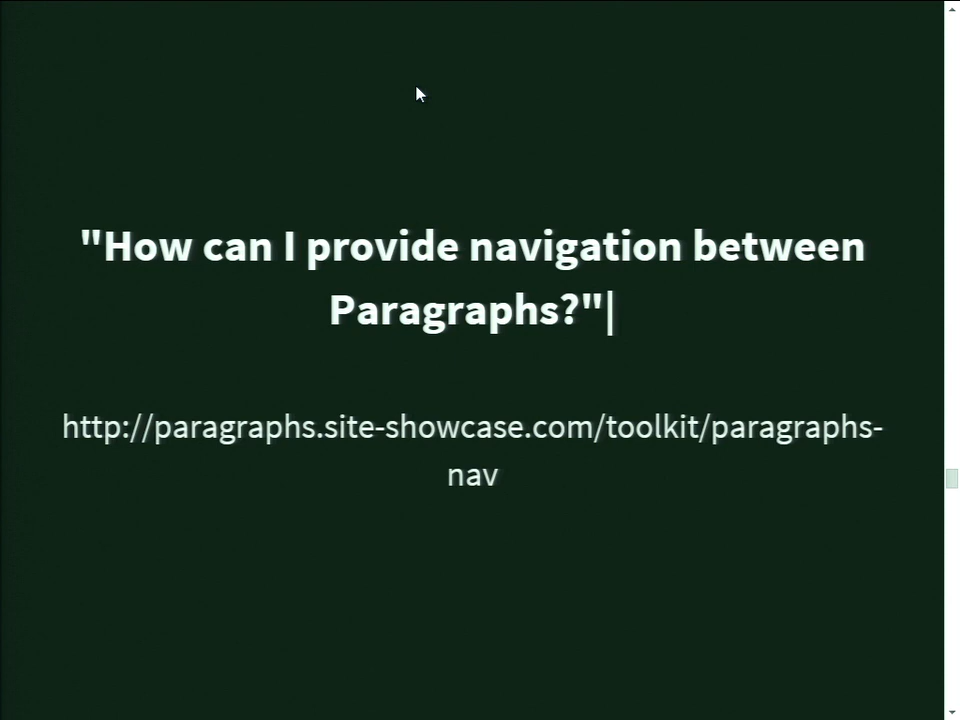 "How can I provide navigation between
Paragraphs?"|
http://paragraphs.site-showcase.com/toolkit/paragraphs-
nav